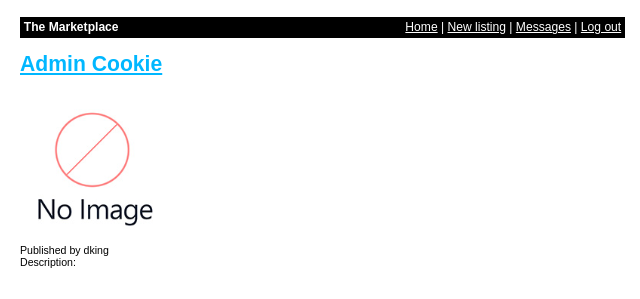 The Marketplace
Home | New listing | Messages | Log out
Admin Cookie
No Image
Published by dking
Description: